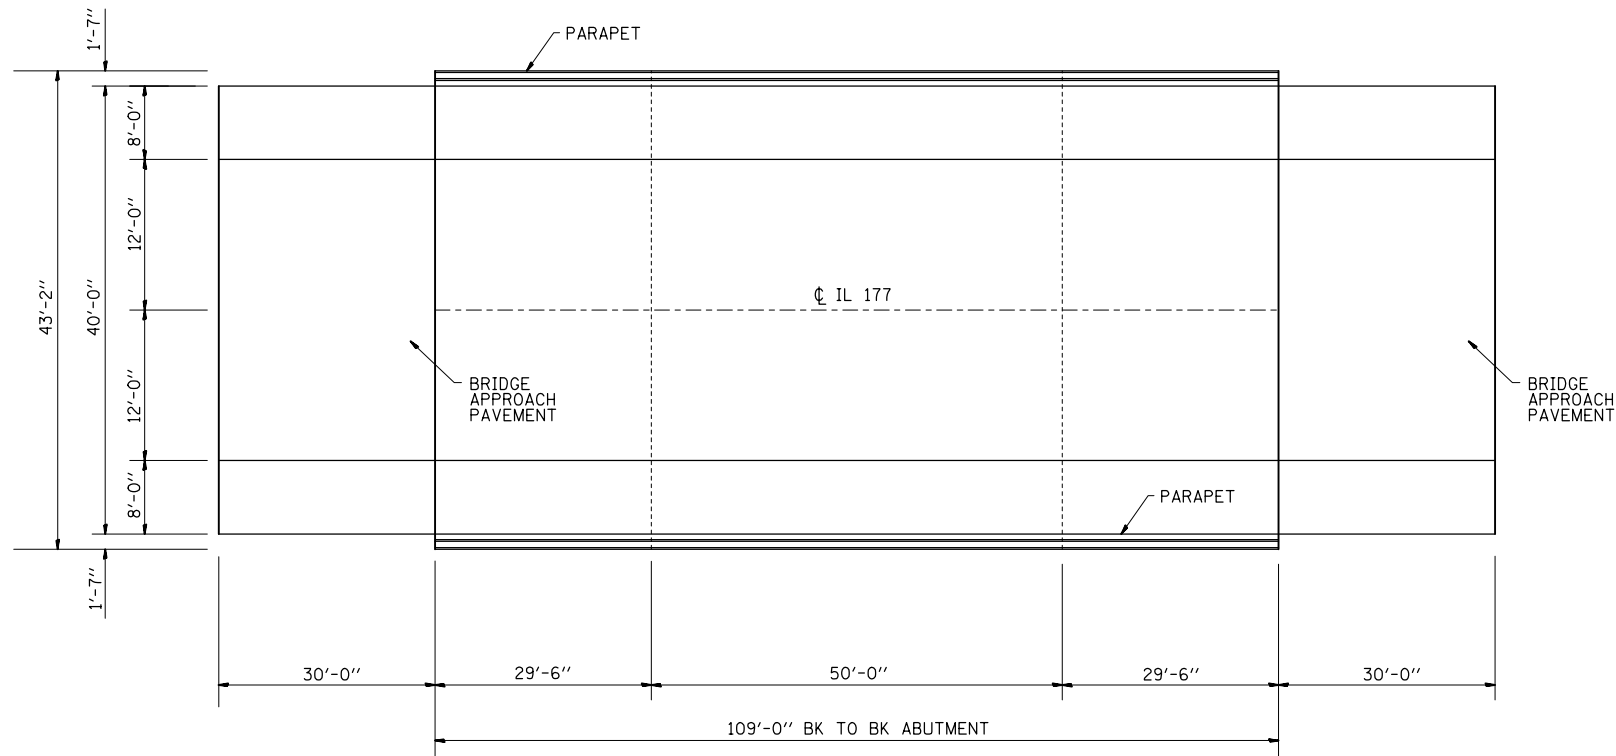 1'-7"
PARAPET
8'-0"
12'-0"
43'-2"
40'-0"
℄ IL 177
12'-0"
BRIDGE
APPROACH
PAVEMENT
BRIDGE
APPROACH
PAVEMENT
8'-0"
PARAPET
1'-7"
30'-0"
29'-6"
50'-0"
29'-6"
30'-0"
109'-0" BK TO BK ABUTMENT